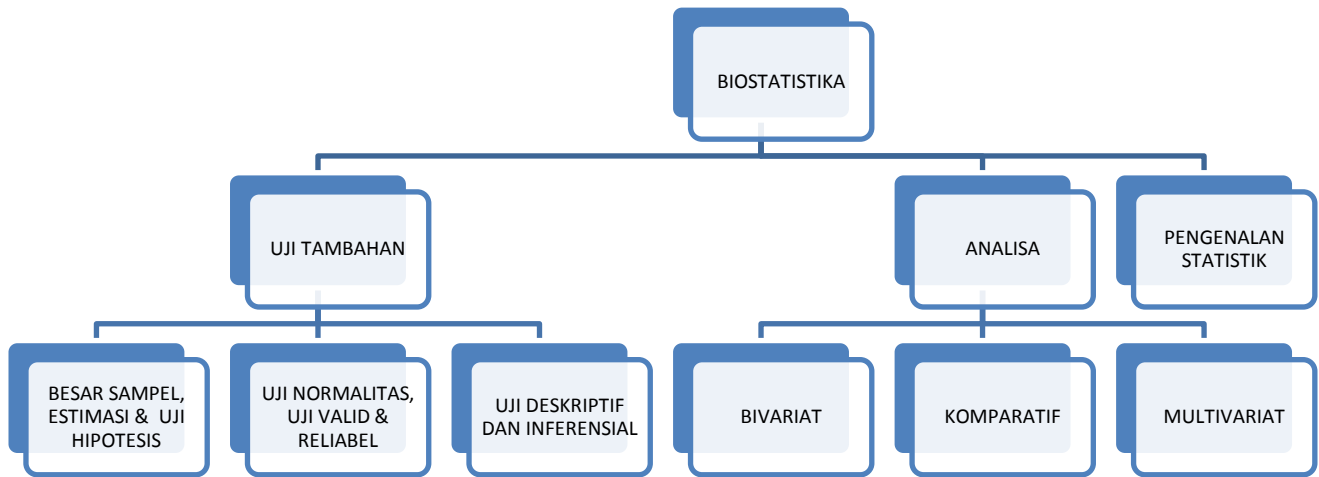 BIOSTATISTIKA
UJI TAMBAHAN
ANALISA
PENGENALAN
STATISTIK
BESAR SAMPEL,
ESTIMASI & UJI
HIPOTESIS
UJI NORMALITAS,
UJI VALID &
RELIABEL
UJI DESKRIPTIF
DAN INFERENSIAL
BIVARIAT
KOMPARATIF
MULTIVARIAT